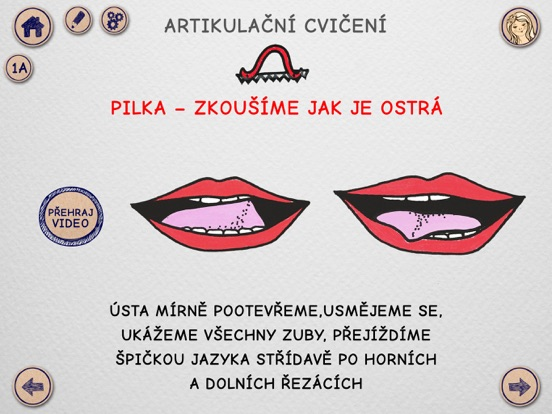 ARTIKULAČNÍ CVIČENÍ
1A
PILKA – ZKOUŠÍME JAK JE OSTRÁ
PŘEHRAJ
VIDEO
ÚSTA MÍRNĚ POOTEVŘEME,USMĚJEME SE,
UKÁŽEME VŠECHNY ZUBY, PŘEJÍŽDÍME
ŠPIČKOU JAZYKA STŘÍDAVĚ PO HORNÍCH
A DOLNÍCH ŘEZÁCÍCH